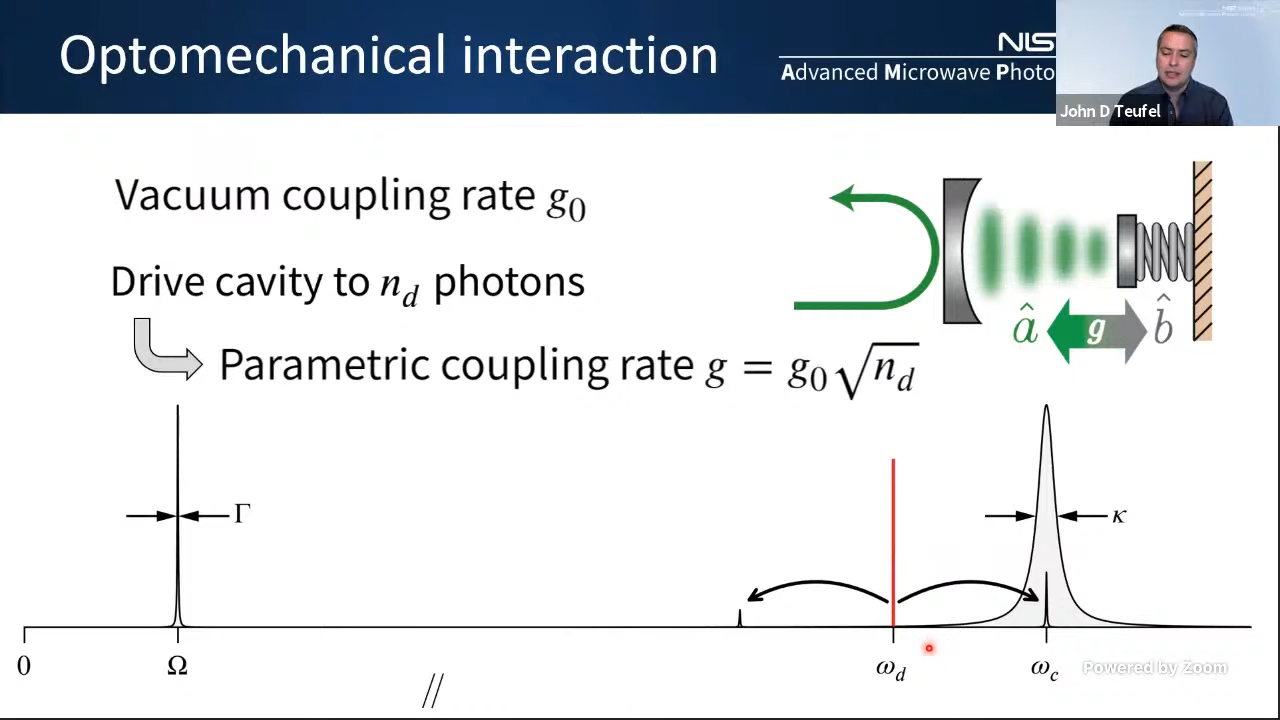 Optomechanical interaction
NIS
Advanced Microwave Photo
John D Teufel
Vacuum coupling rate g₀
Drive cavity to n_d photons
Parametric coupling rate g = g₀√n_d
â g b̂
Γ
κ
0 Ω ω_d ω_c
//
Powered by Zoom